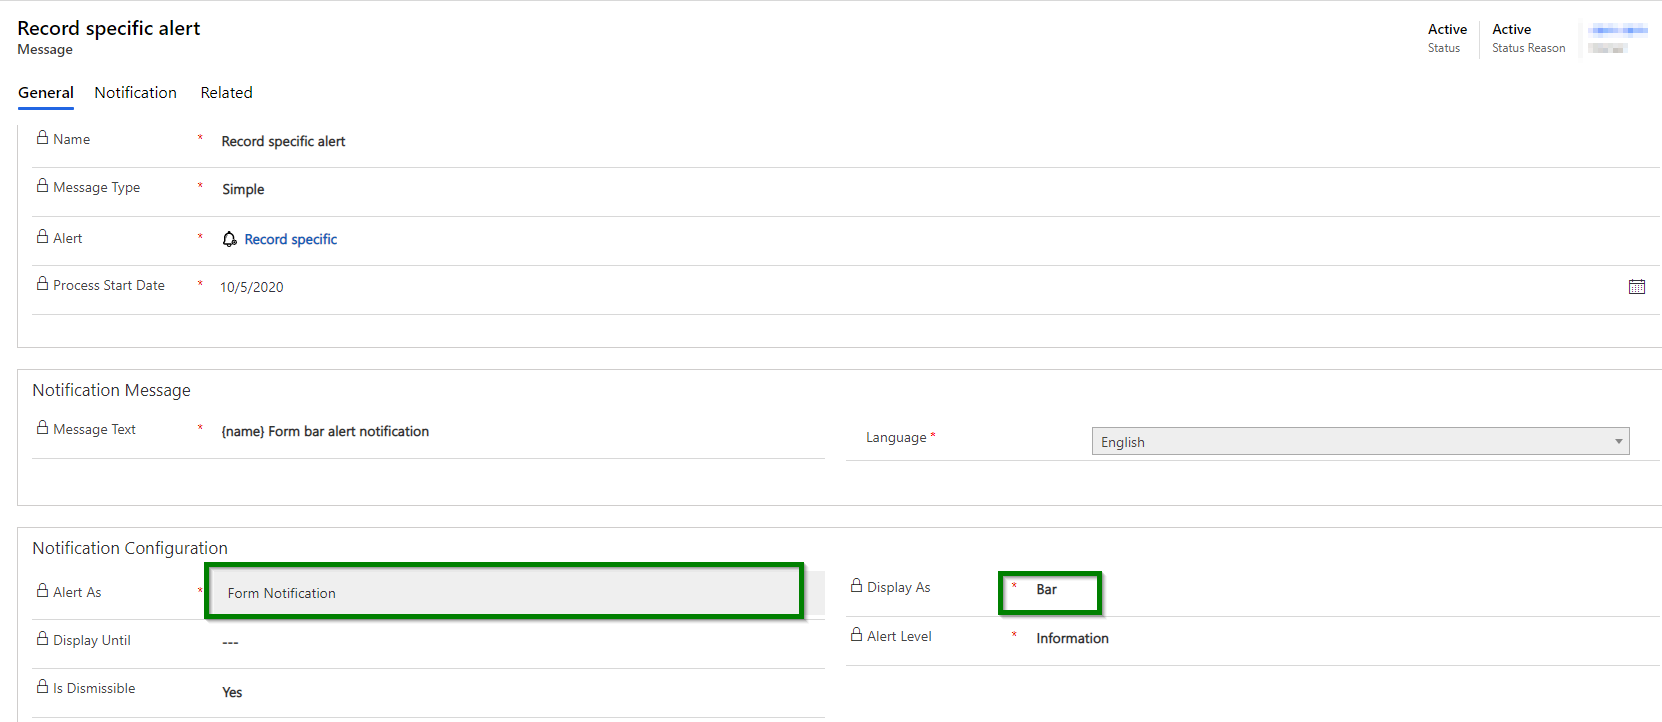 Record specific alert
Message
Active
Status
Active
Status Reason
General Notification Related
Name * Record specific alert
Message Type * Simple
Alert * Record specific
Process Start Date * 10/5/2020
Notification Message
Message Text * {name} Form bar alert notification
Language * English
Notification Configuration
Alert As * Form Notification
Display As * Bar
Display Until ---
Alert Level * Information
Is Dismissible Yes